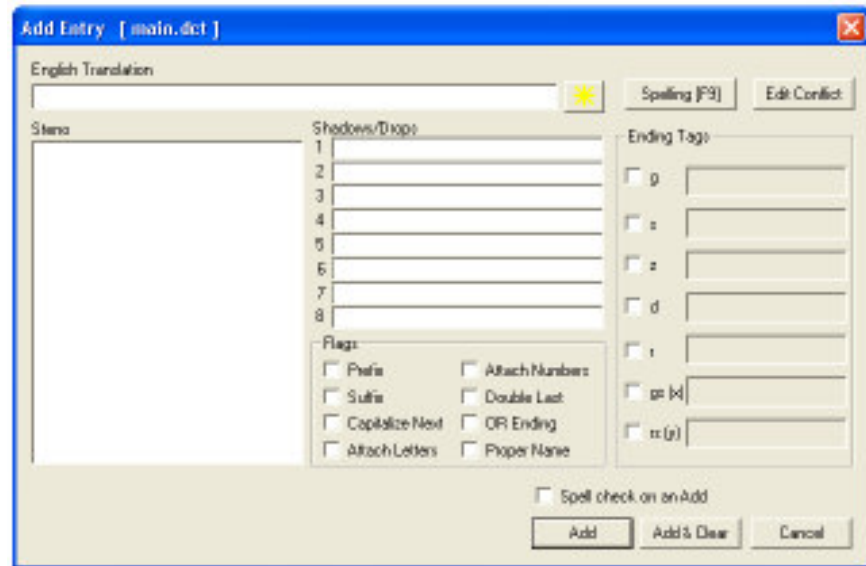 Add Entry [ main.dct ]
English Translation
Spelling (F9)
Edit Conflict
Steno
Shadows/Drops
1
2
3
4
5
6
7
8
Flags
Prefix
Attach Numbers
Suffix
Double Last
Capitalize Next
OR Ending
Attach Letters
Proper Name
Ending Tags
g
s
z
d
r
gs (x)
rs (y)
Spell check on an Add
Add
Add & Clear
Cancel